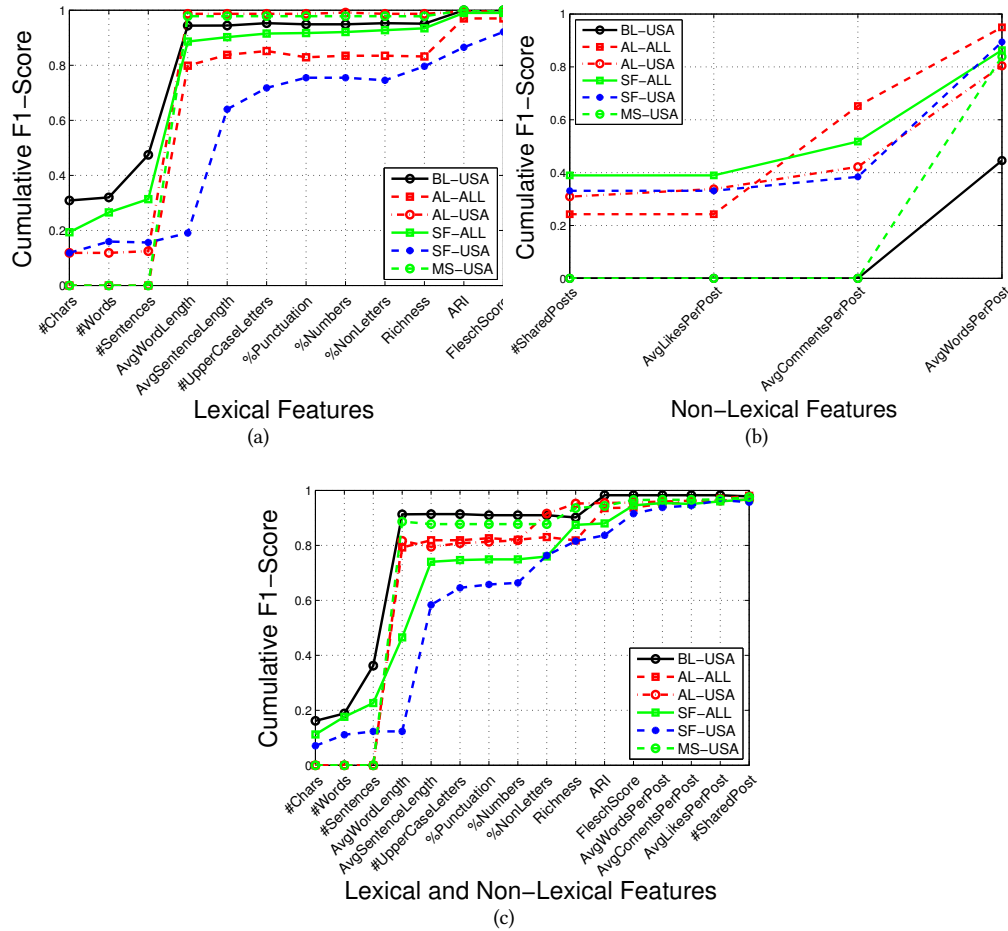 1
0.8
0.6
0.4
0.2
0
Cumulative F1−Score
BL−USA
AL−ALL
AL−USA
SF−ALL
SF−USA
MS−USA
#Chars
#Words
#Sentences
AvgWordLength
AvgSentenceLength
#UpperCaseLetters
%Punctuation
%Numbers
%NonLetters
Richness
ARI
FleschScore
Lexical Features
(a)
1
0.8
0.6
0.4
0.2
0
Cumulative F1−Score
BL−USA
AL−ALL
AL−USA
SF−ALL
SF−USA
MS−USA
#SharedPosts
AvgLikesPerPost
AvgCommentsPerPost
AvgWordsPerPost
Non−Lexical Features
(b)
1
0.8
0.6
0.4
0.2
0
Cumulative F1−Score
BL−USA
AL−ALL
AL−USA
SF−ALL
SF−USA
MS−USA
#Chars
#Words
#Sentences
AvgWordLength
AvgSentenceLength
#UpperCaseLetters
%Punctuation
%Numbers
%NonLetters
Richness
ARI
FleschScore
AvgWordsPerPost
AvgComentsPerPost
AvgLikesPerPost
#SharedPost
Lexical and Non−Lexical Features
(c)